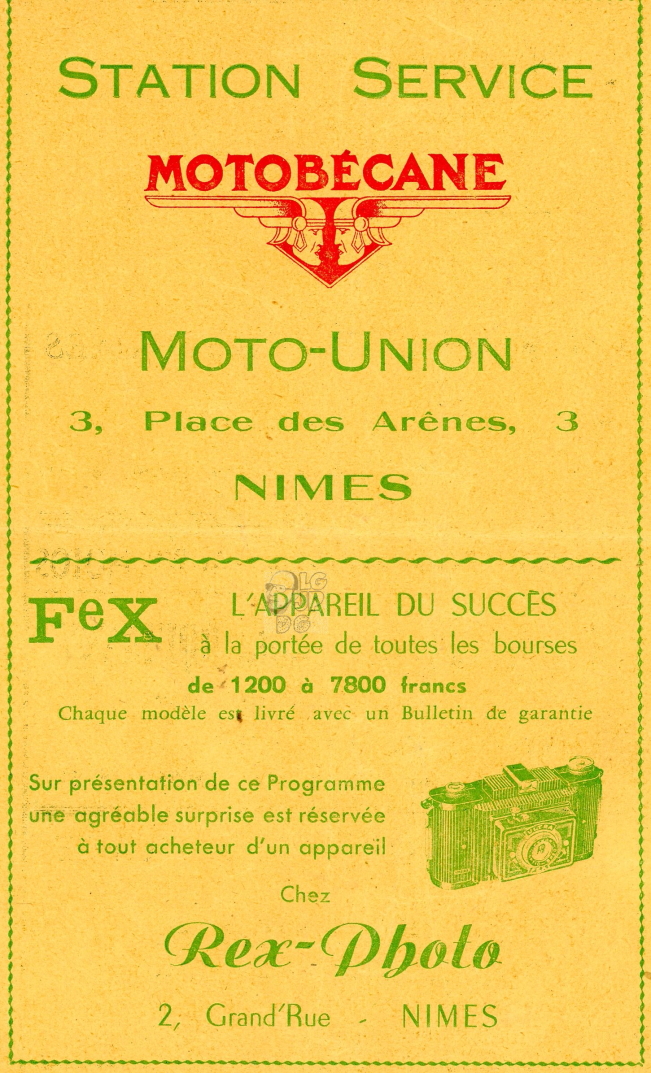 STATION SERVICE
MOTOBÉCANE
MOTO-UNION
3, Place des Arênes, 3
NIMES
FeX
L'APPAREIL DU SUCCÈS
à la portée de toutes les bourses
de 1200 à 7800 francs
Chaque modèle est livré avec un Bulletin de garantie
Sur présentation de ce Programme
une agréable surprise est réservée
à tout acheteur d'un appareil
Chez
Rex-Photo
2, Grand'Rue - NIMES